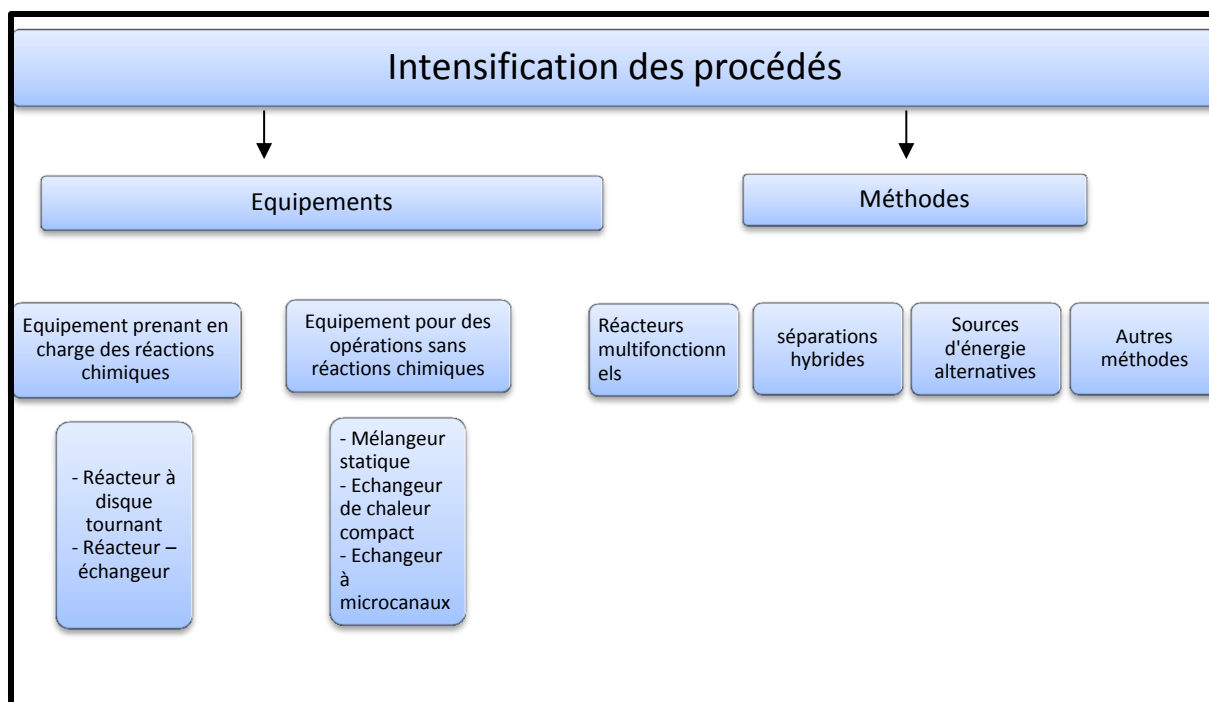 Intensification des procédés
Equipements
Méthodes
Equipement prenant en
charge des réactions
chimiques
Equipement pour des
opérations sans
réactions chimiques
Réacteurs
multifonctionn
els
séparations
hybrides
Sources
d'énergie
alternatives
Autres
méthodes
- Réacteur à
disque
tournant
- Réacteur –
échangeur
- Mélangeur
statique
- Echangeur
de chaleur
compact
- Echangeur
à
microcanaux